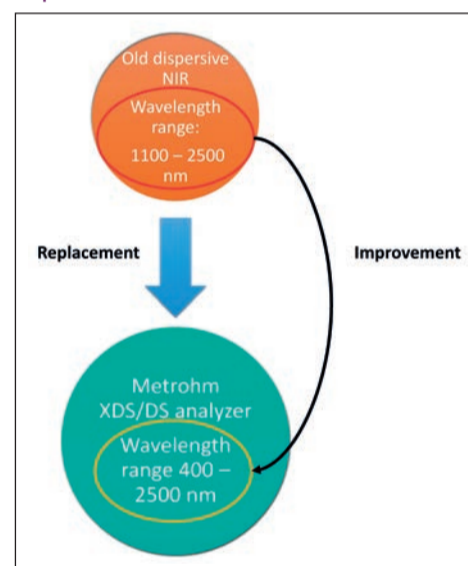 Old dispersive
NIR
Wavelength
range:
1100 – 2500
nm
Replacement
Improvement
Metrohm
XDS/DS analyzer
Wavelength
range 400 –
2500 nm